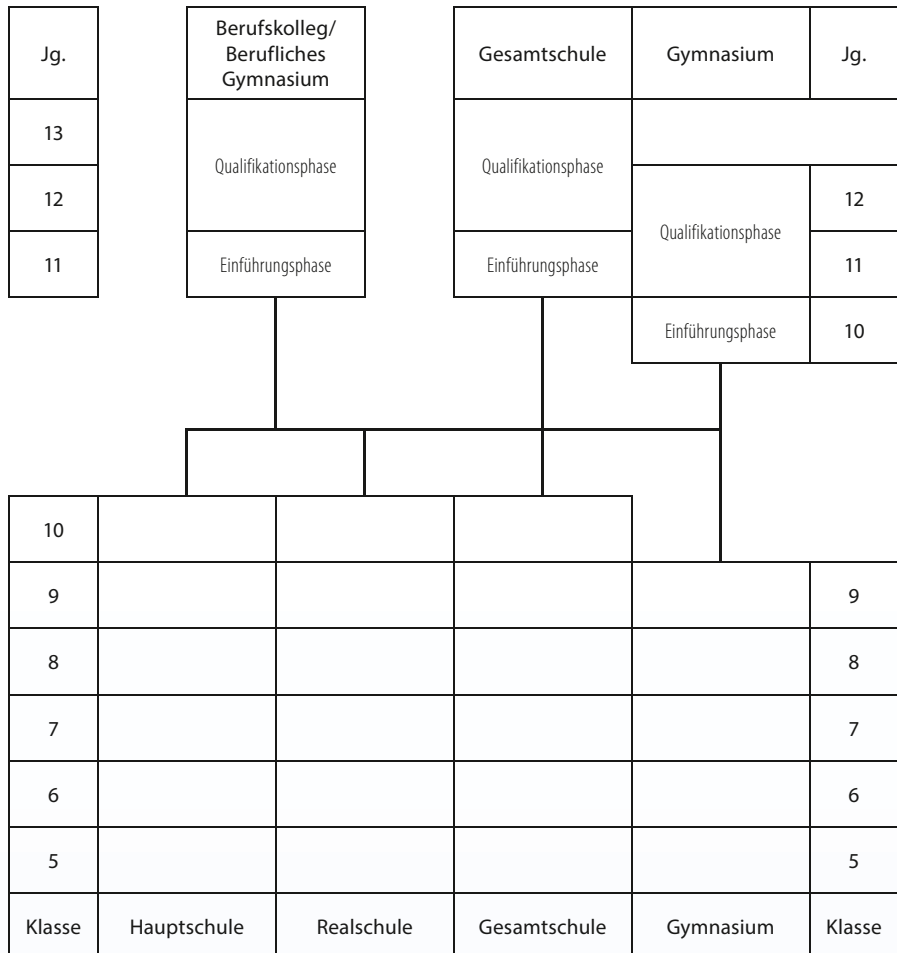 Jg.
Berufskolleg/
Berufliches
Gymnasium
Gesamtschule
Gymnasium
Jg.
13
Qualifikationsphase
Qualifikationsphase
12
Qualifikationsphase
12
11
Einführungsphase
Einführungsphase
11
Einführungsphase
10
10
9
9
8
8
7
7
6
6
5
5
Klasse
Hauptschule
Realschule
Gesamtschule
Gymnasium
Klasse